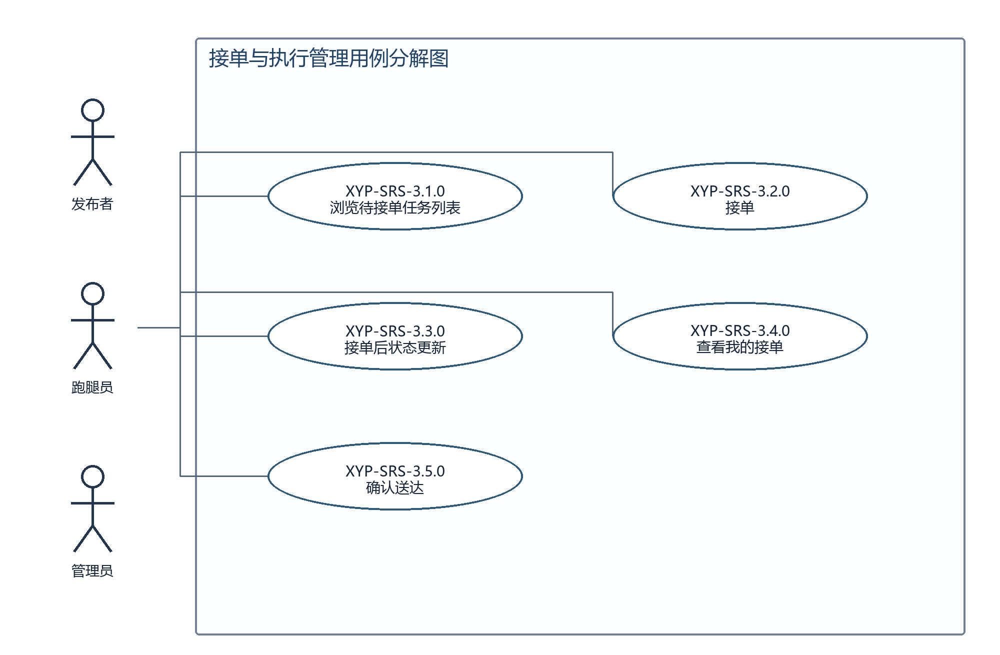 接单与执行管理用例分解图
发布者
XYP-SRS-3.1.0
浏览待接单任务列表
XYP-SRS-3.2.0
接单
跑腿员
XYP-SRS-3.3.0
接单后状态更新
XYP-SRS-3.4.0
查看我的接单
XYP-SRS-3.5.0
确认送达
管理员